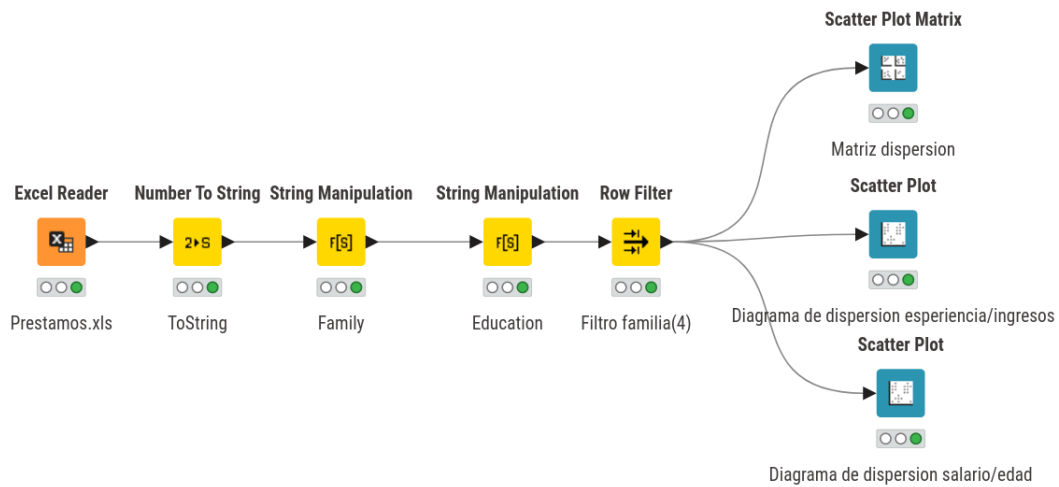 Scatter Plot Matrix
Matriz dispersion
Excel Reader
Number To String
String Manipulation
String Manipulation
Row Filter
Scatter Plot
2▸S
F[S]
F[S]
Prestamos.xls
ToString
Family
Education
Filtro familia(4)
Diagrama de dispersion esperiencia/ingresos
Scatter Plot
Diagrama de dispersion salario/edad